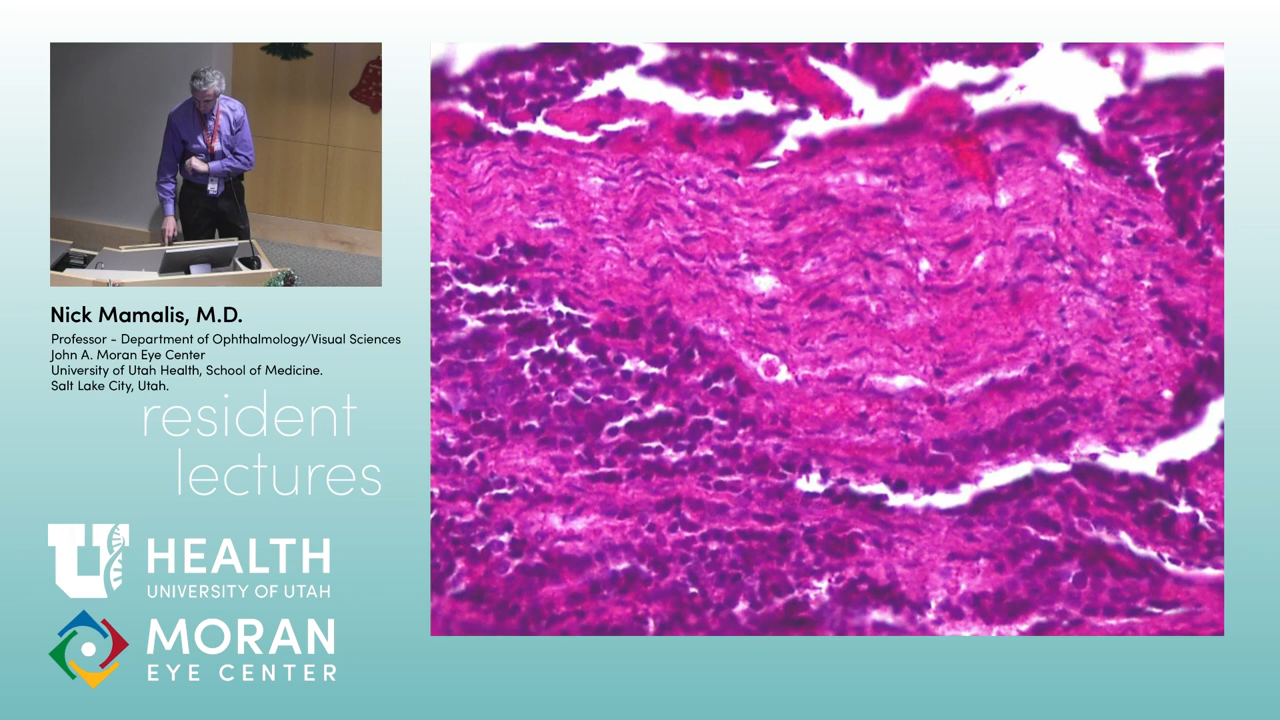 Nick Mamalis, M.D.
Professor - Department of Ophthalmology/Visual Sciences
John A. Moran Eye Center
University of Utah Health, School of Medicine.
Salt Lake City, Utah.
resident
lectures
U HEALTH
UNIVERSITY OF UTAH
MORAN
EYE CENTER